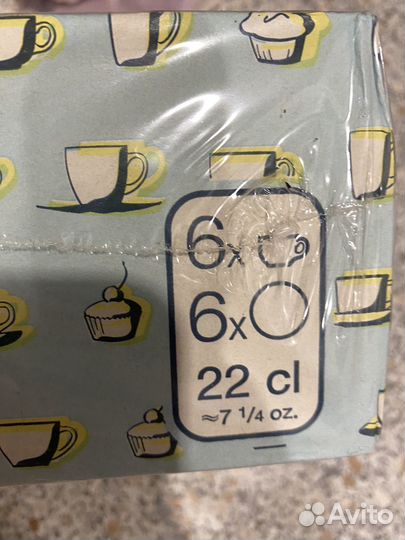 6x
6x
22 cl
≈7 1/4 oz.
Avito